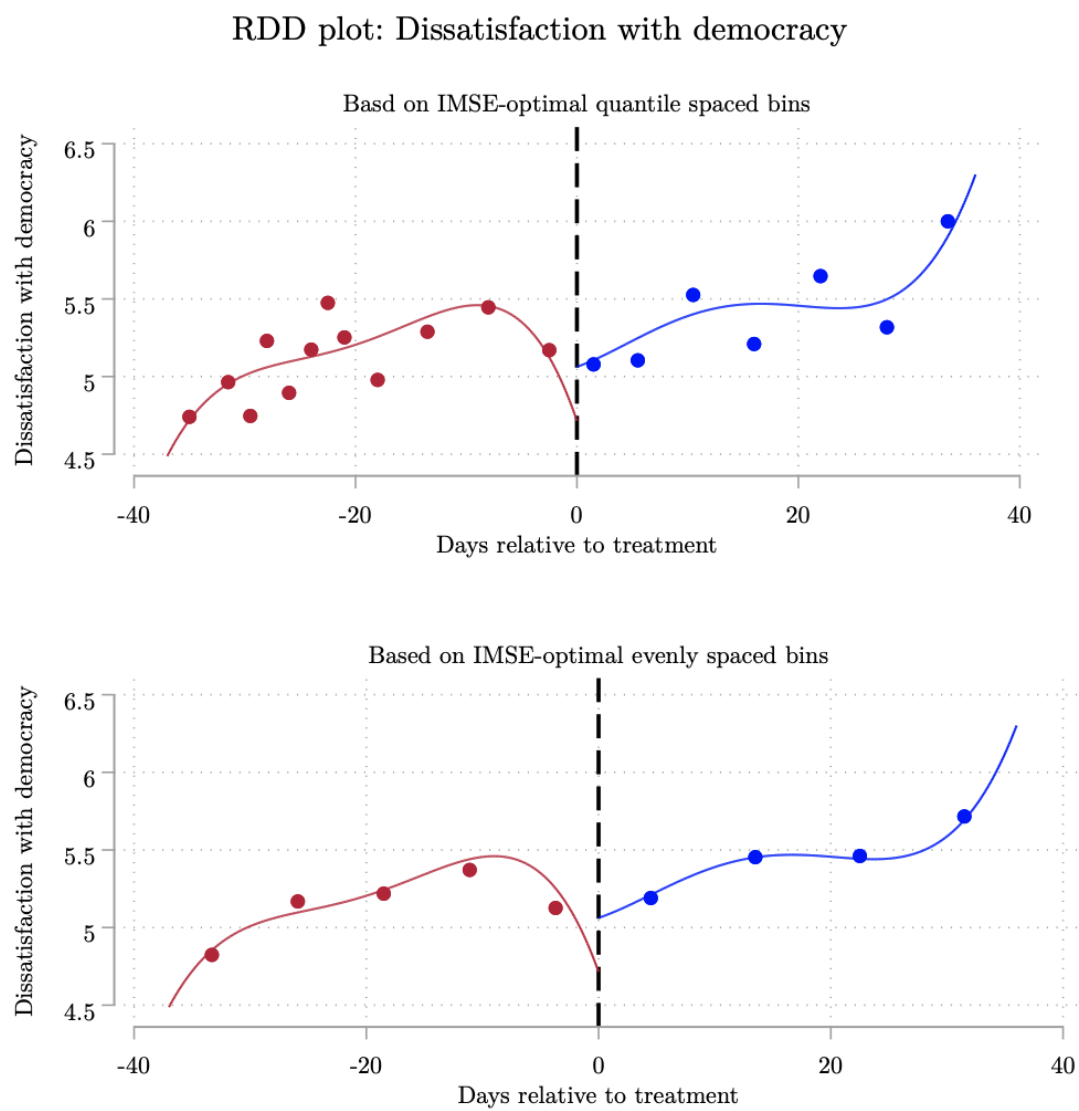 RDD plot: Dissatisfaction with democracy
Basd on IMSE-optimal quantile spaced bins
Dissatisfaction with democracy
6.5
6
5.5
5
4.5
-40 -20 0 20 40
Days relative to treatment
Based on IMSE-optimal evenly spaced bins
Dissatisfaction with democracy
6.5
6
5.5
5
4.5
-40 -20 0 20 40
Days relative to treatment